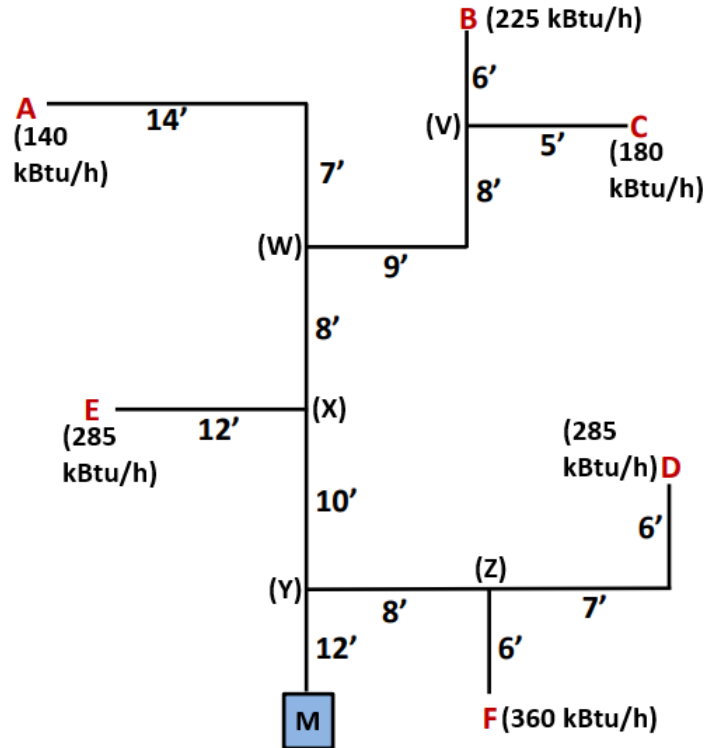 B (225 kBtu/h)
6’
A
14’
(V)
5’
C
(140
kBtu/h)
(180
kBtu/h)
7’
8’
(W)
9’
8’
E
12’
(X)
(285
kBtu/h)
(285
kBtu/h) D
10’
6’
(Z)
(Y)
8’
7’
12’
6’
M
F (360 kBtu/h)